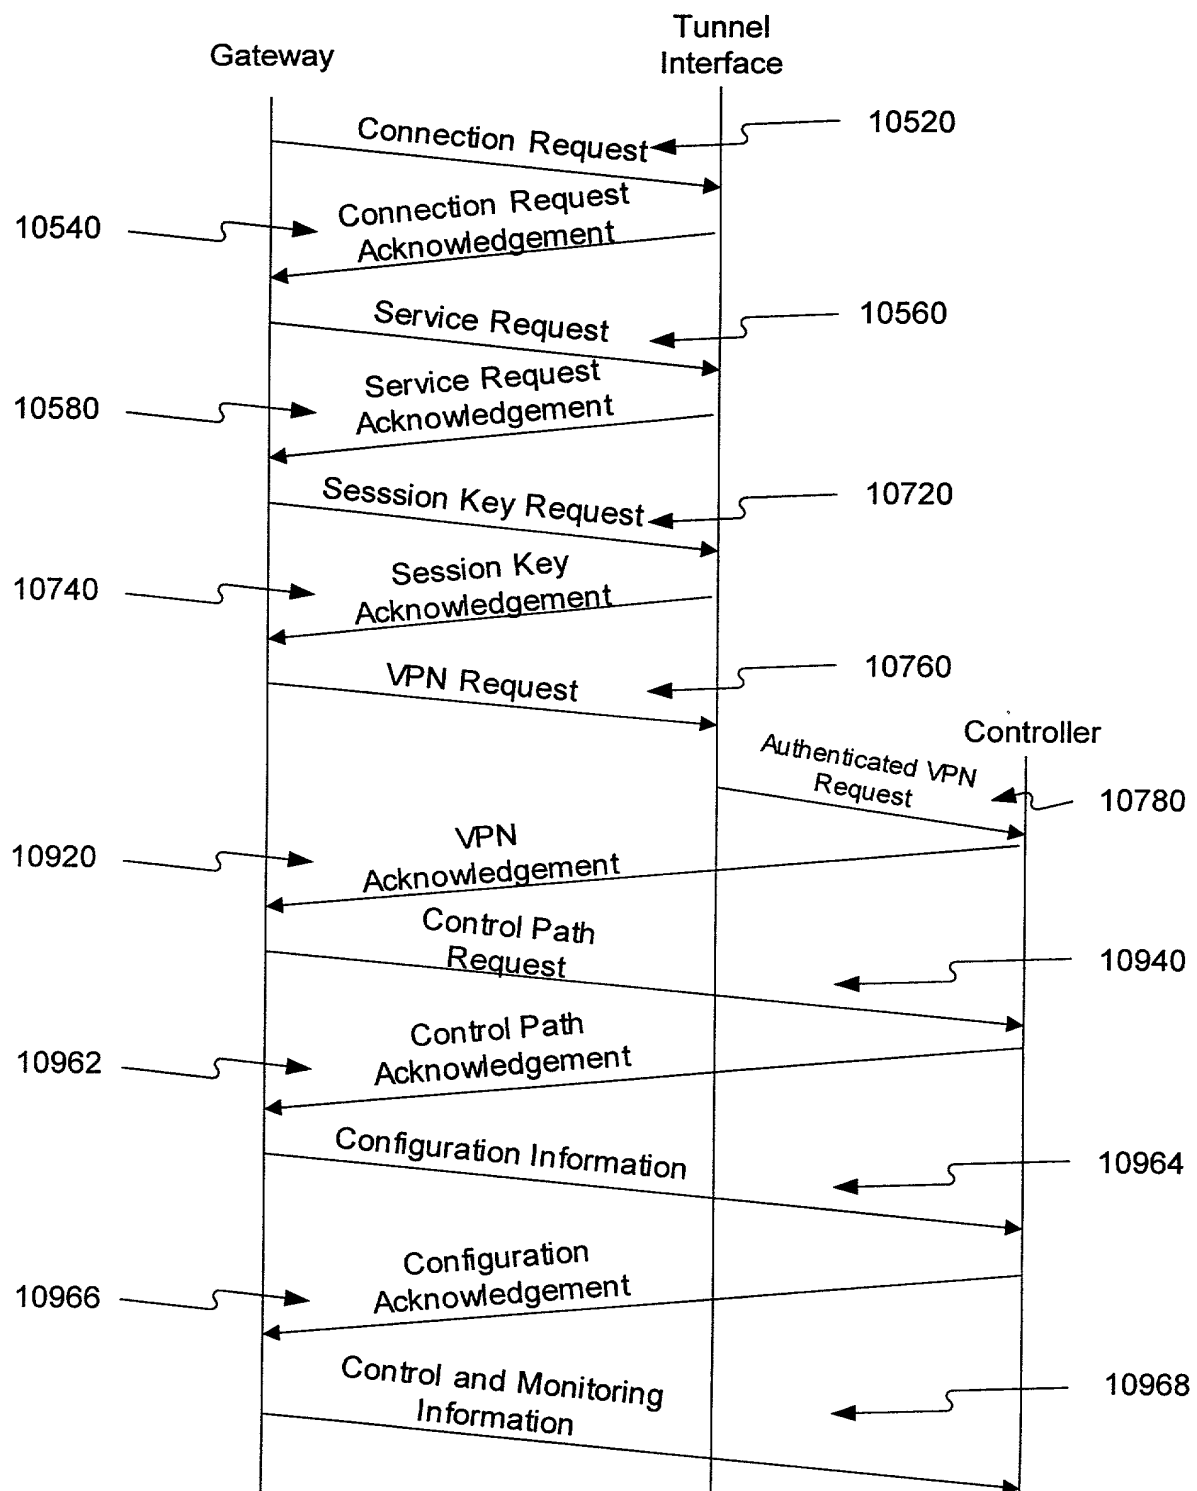 Tunnel
Interface
Gateway
Connection Request
10520
Connection Request
Acknowledgement
10540
Service Request
10560
Service Request
Acknowledgement
10580
Sesssion Key Request
10720
Session Key
Acknowledgement
10740
VPN Request
10760
Controller
Authenticated VPN
Request
10780
VPN
Acknowledgement
10920
Control Path
Request
10940
Control Path
Acknowledgement
10962
Configuration Information
10964
Configuration
Acknowledgement
10966
Control and Monitoring
Information
10968